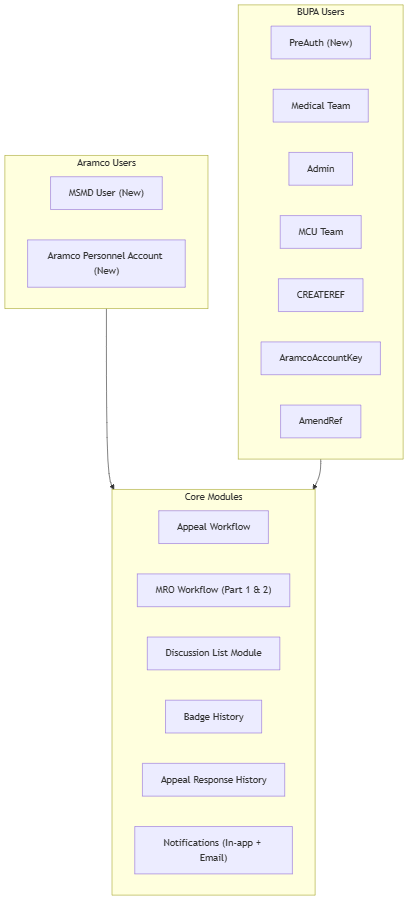 BUPA Users
PreAuth (New)
Medical Team
Admin
MCU Team
CREATEREF
AramcoAccountKey
AmendRef
Aramco Users
MSMD User (New)
Aramco Personnel Account
(New)
Core Modules
Appeal Workflow
MRO Workflow (Part 1 & 2)
Discussion List Module
Badge History
Appeal Response History
Notifications (In-app +
Email)